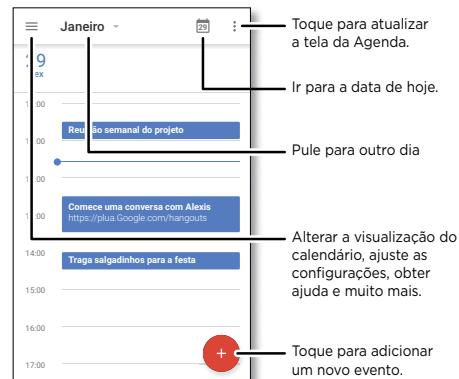 Janeiro
29
Toque para atualizar
a tela da Agenda.
Ir para a data de hoje.
Reunião semanal do projeto
Pule para outro dia
Comece uma conversa com Alexis
https://plua.Google.com/hangouts
Alterar a visualização do
calendário, ajuste as
configurações, obter
ajuda e muito mais.
14:00
Traga salgadinhos para a festa
15:00
16:00
Toque para adicionar
um novo evento.
17:00